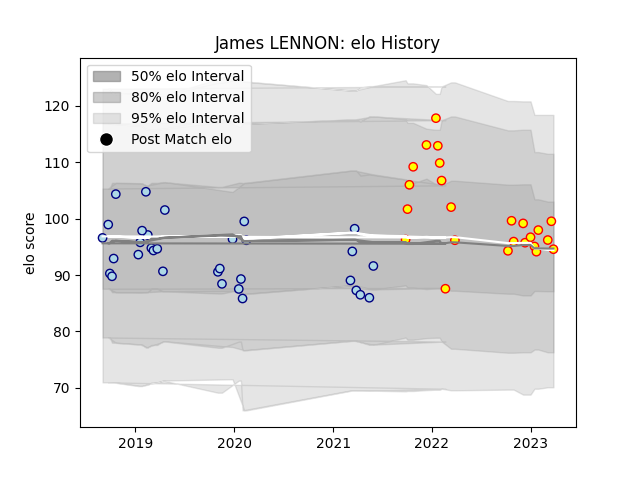 James LENNON: elo History
50% elo Interval
80% elo Interval
95% elo Interval
Post Match elo
elo score
120
110
100
90
80
70
2019
2020
2021
2022
2023